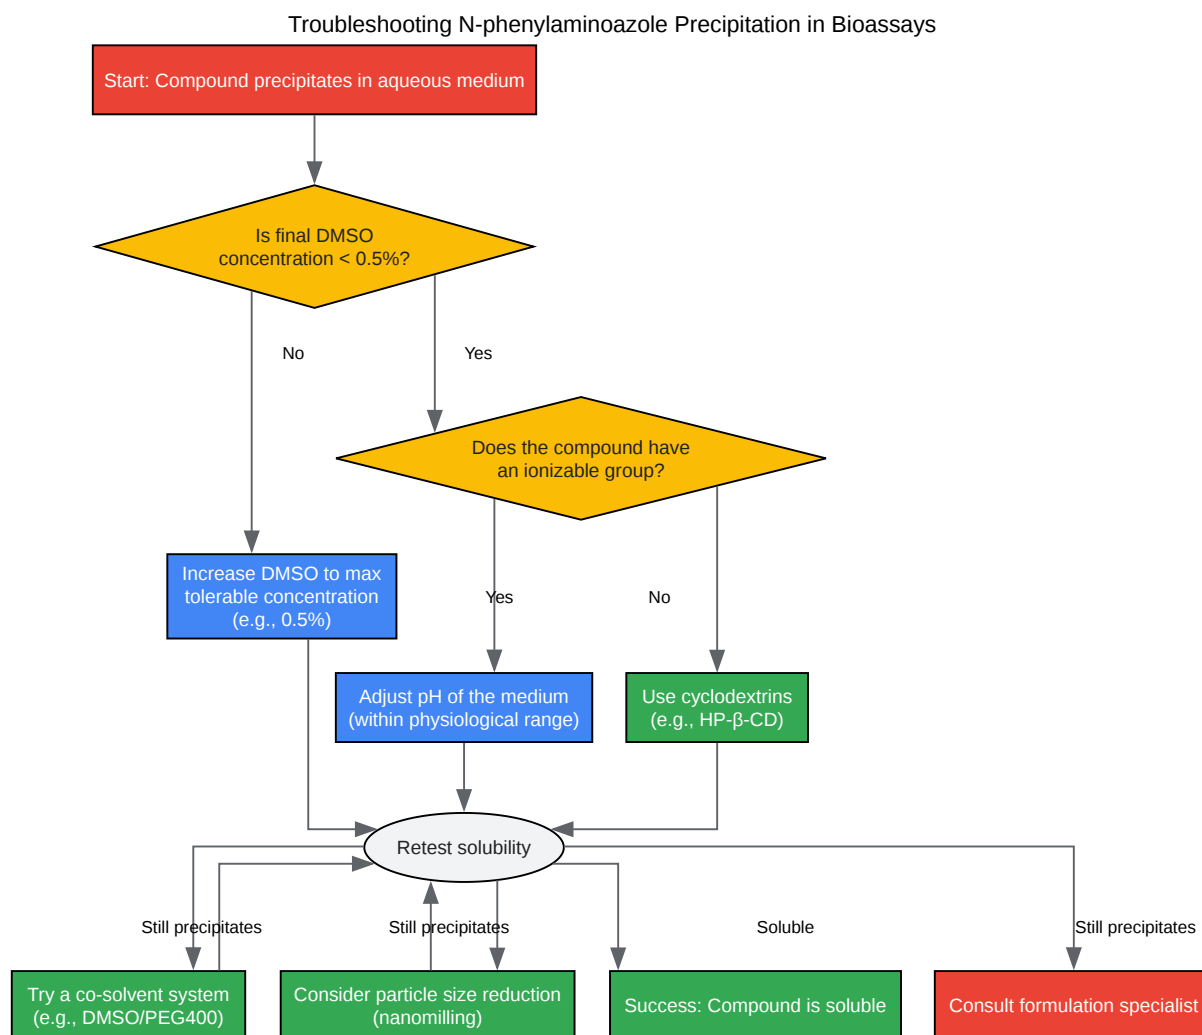 Troubleshooting N-phenylaminoazole Precipitation in Bioassays
Start: Compound precipitates in aqueous medium
Is final DMSO
concentration < 0.5%?
No
Yes
Does the compound have
an ionizable group?
Increase DMSO to max
tolerable concentration
(e.g., 0.5%)
Yes
No
Adjust pH of the medium
(within physiological range)
Use cyclodextrins
(e.g., HP-β-CD)
Retest solubility
Still precipitates
Still precipitates
Soluble
Still precipitates
Try a co-solvent system
(e.g., DMSO/PEG400)
Consider particle size reduction
(nanomilling)
Success: Compound is soluble
Consult formulation specialist